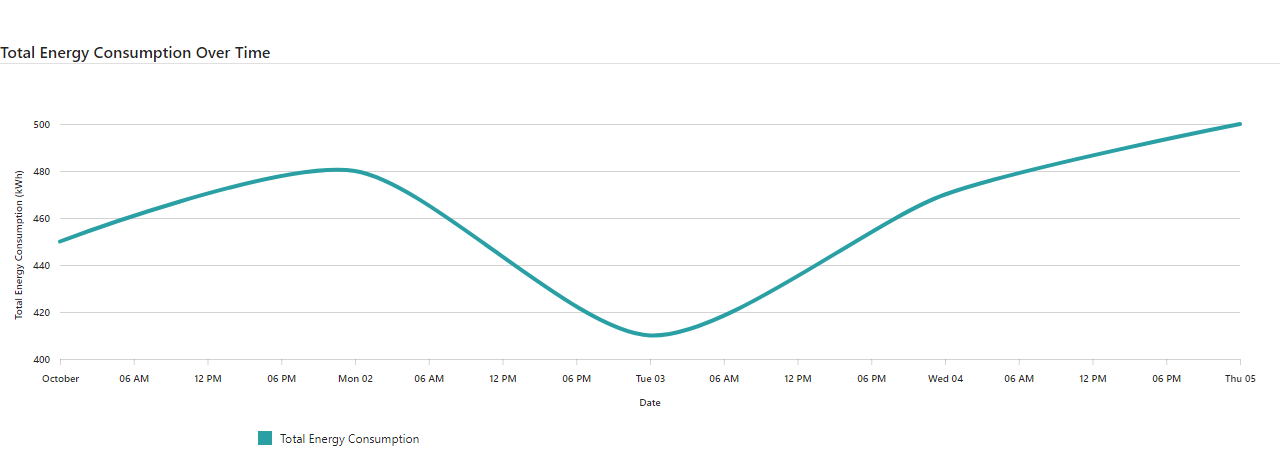 Total Energy Consumption Over Time
Total Energy Consumption (kWh)
500
480
460
440
420
400
October 06 AM 12 PM 06 PM Mon 02 06 AM 12 PM 06 PM Tue 03 06 AM 12 PM 06 PM Wed 04 06 AM 12 PM 06 PM Thu 05
Date
Total Energy Consumption